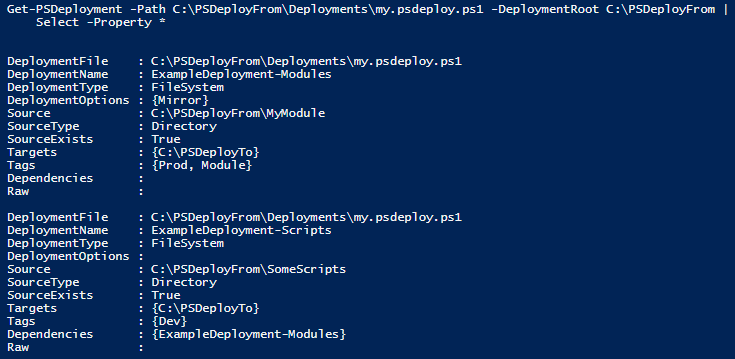 Get-PSDeployment -Path C:\PSDeployFrom\Deployments\my.psdeploy.ps1 -DeploymentRoot C:\PSDeployFrom |
    Select -Property *

DeploymentFile    : C:\PSDeployFrom\Deployments\my.psdeploy.ps1
DeploymentName    : ExampleDeployment-Modules
DeploymentType    : FileSystem
DeploymentOptions : {Mirror}
Source            : C:\PSDeployFrom\MyModule
SourceType        : Directory
SourceExists      : True
Targets           : {C:\PSDeployTo}
Tags              : {Prod, Module}
Dependencies      :
Raw               :

DeploymentFile    : C:\PSDeployFrom\Deployments\my.psdeploy.ps1
DeploymentName    : ExampleDeployment-Scripts
DeploymentType    : FileSystem
DeploymentOptions :
Source            : C:\PSDeployFrom\SomeScripts
SourceType        : Directory
SourceExists      : True
Targets           : {C:\PSDeployTo}
Tags              : {Dev}
Dependencies      : {ExampleDeployment-Modules}
Raw               :